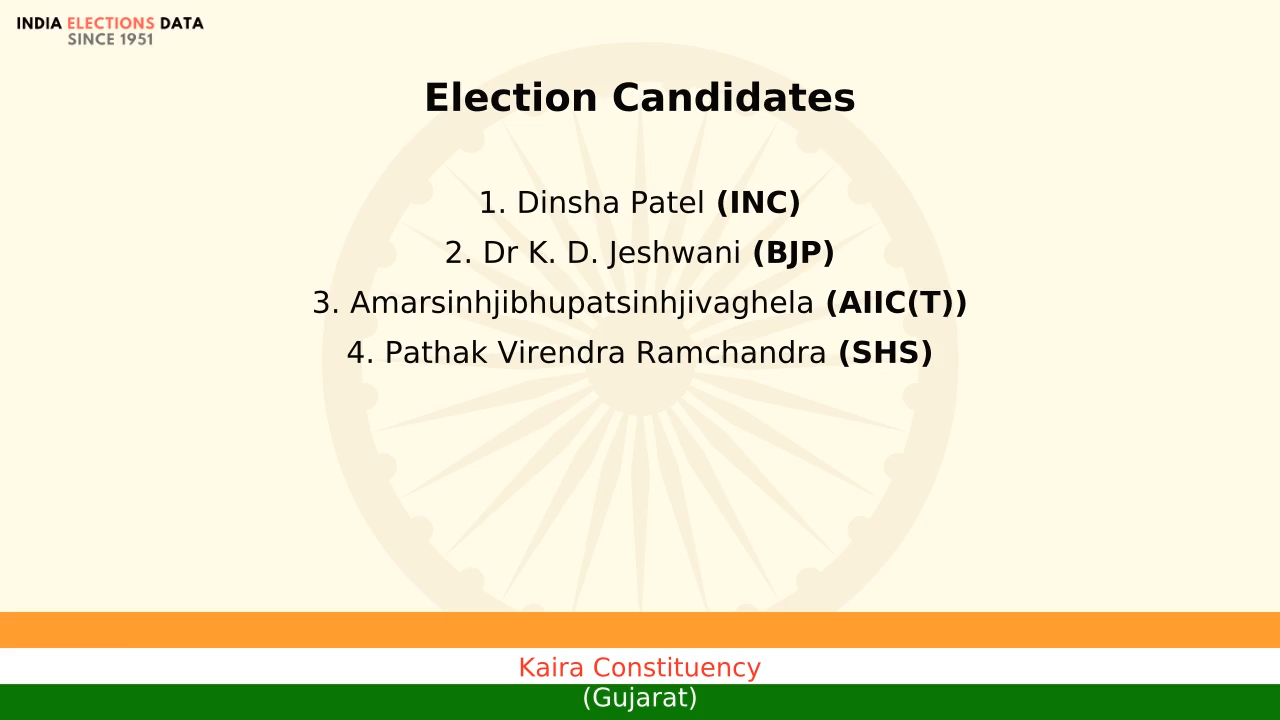 INDIA ELECTIONS DATA
SINCE 1951
Election Candidates
1. Dinsha Patel (INC)
2. Dr K. D. Jeshwani (BJP)
3. Amarsinhjibhupatsinhjivaghela (AIIC(T))
4. Pathak Virendra Ramchandra (SHS)
Kaira Constituency
(Gujarat)